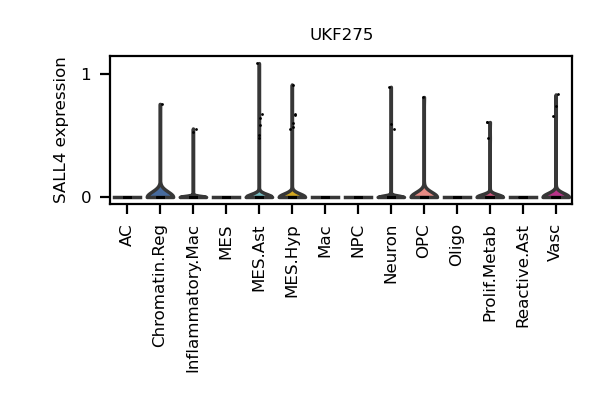 UKF275
SALL4 expression
1
0
AC
Chromatin.Reg
Inflammatory.Mac
MES
MES.Ast
MES.Hyp
Mac
NPC
Neuron
OPC
Oligo
Prolif.Metab
Reactive.Ast
Vasc